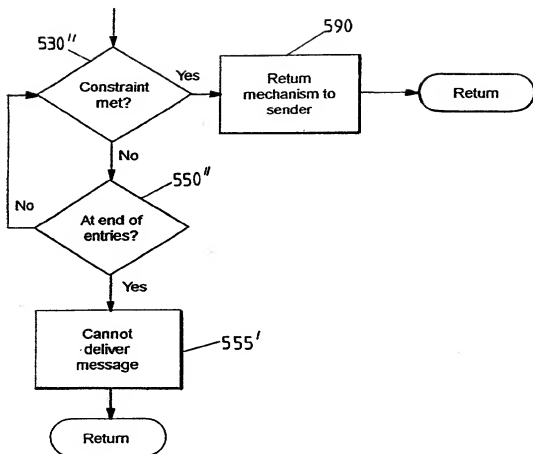 530"
Constraint
met?
Yes
590
Return
mechanism to
sender
Return
No
550"
No
At end of
entries?
Yes
Cannot
deliver
message
555'
Return